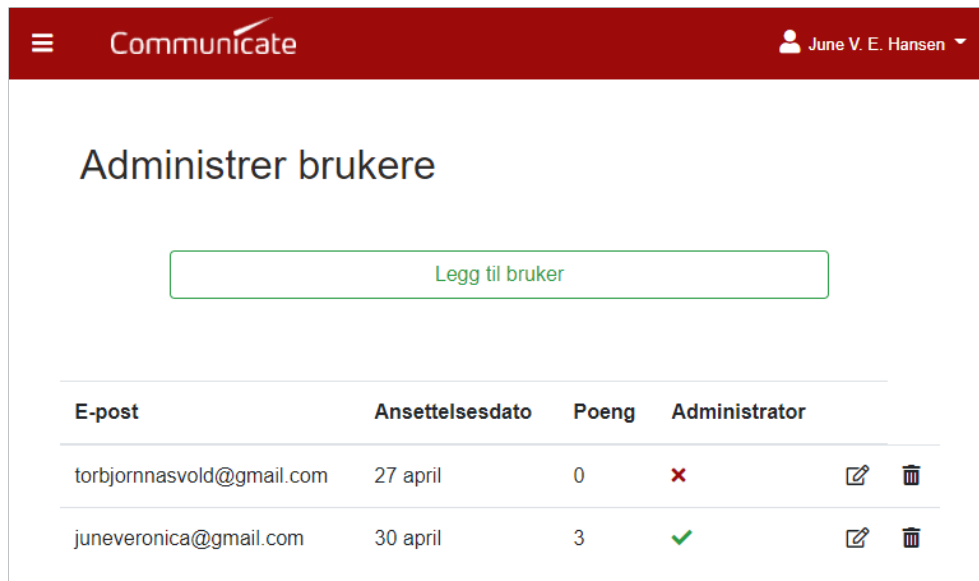 Communicate
June V. E. Hansen
Administrer brukere
Legg til bruker
E-post Ansettelsesdato Poeng Administrator
torbjornnasvold@gmail.com 27 april 0
juneveronica@gmail.com 30 april 3